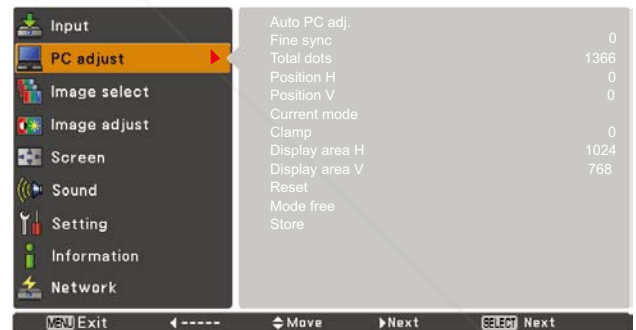 Input
PC adjust
Image select
Image adjust
Screen
Sound
Setting
Information
Network
Auto PC adj.
Fine sync 0
Total dots 1366
Position H 0
Position V 0
Current mode
Clamp 0
Display area H 1024
Display area V 768
Reset
Mode free
Store
MENU Exit ◀----- Move ▶Next SELECT Next